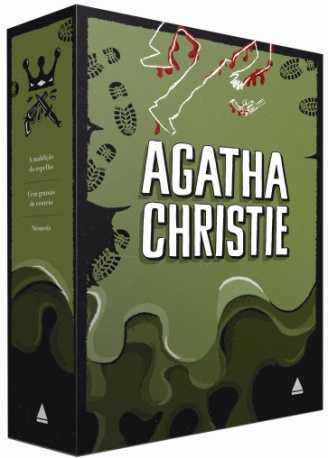 A maldição
do espelho
Cem gramas
de centeio
Nêmesis
AGATHA
CHRISTIE